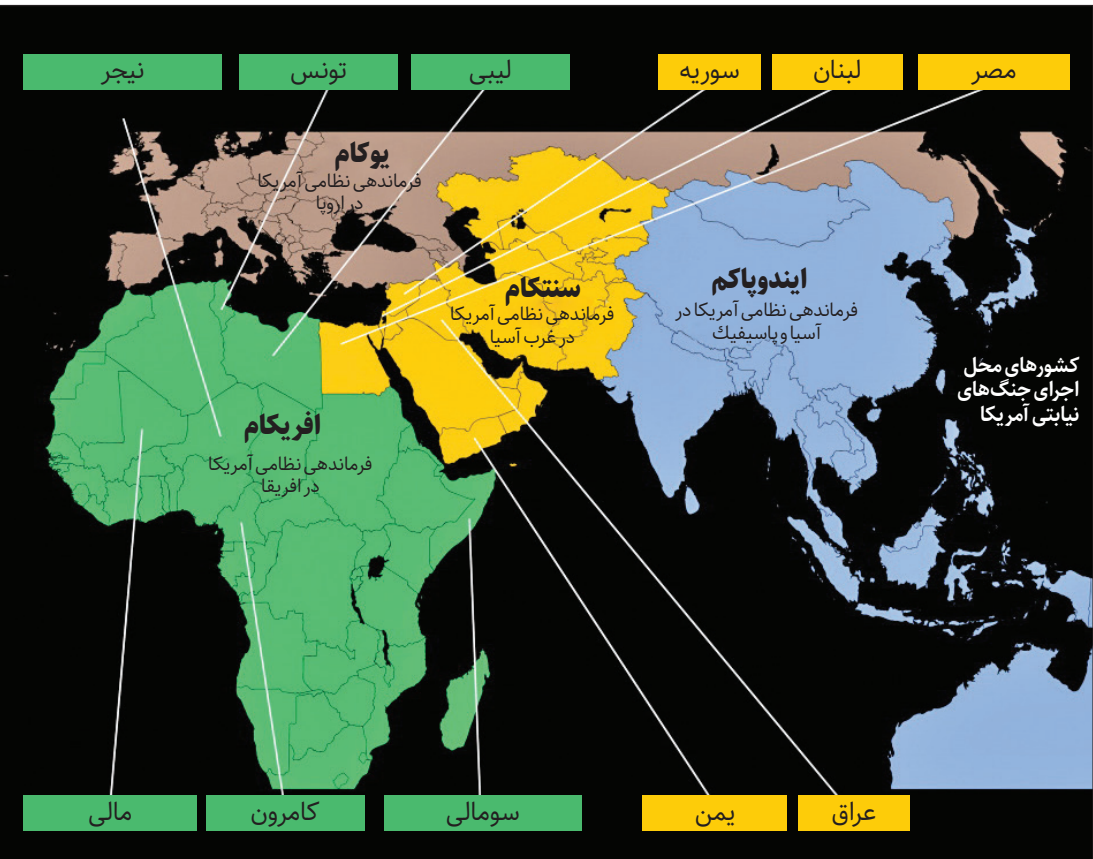 مصر
لبنان
سوریه
لیبی
تونس
نیجر
یوکام
فرماندهی نظامی آمریکا
در اروپا
ایندوپاکم
فرماندهی نظامی آمریکا در
آسیا و پاسیفیك
سنتکام
فرماندهی نظامی آمریکا
در غرب آسیا
کشورهای محل
اجرای جنگ‌های
نیابتی آمریکا
افریکام
فرماندهی نظامی آمریکا
در افریقا
عراق
یمن
سومالی
کامرون
مالی